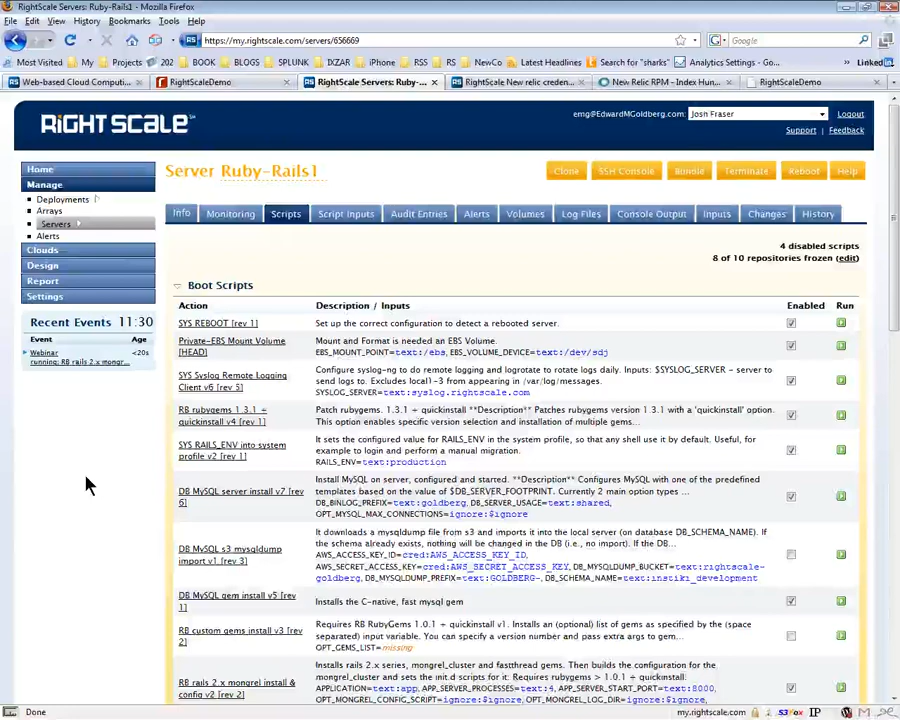 RightScale Servers: Ruby-Rails1 - Mozilla Firefox
File Edit View History Bookmarks Tools Help
https://my.rightscale.com/servers/656669
Google
Most Visited My Projects 202 BOOK BLOGS SPLUNK IXZAR iPhone RSS RS NewCo Latest Headlines Search for "sharks" Analytics Settings - Go... » Linked in
Web-based Cloud Computi... RightScaleDemo RightScale Servers: Ruby-... RightScale New relic creden... New Relic RPM - Index Hun... RightScaleDemo
RIGHTSCALE
emg@EdwardMGoldberg.com: Josh Fraser Logout
Support | Feedback
Home
Manage
Deployments
Arrays
Servers
Alerts
Clouds
Design
Report
Settings
Recent Events 11:30
Event Age
Webinar <20s
running: RB rails 2.x mongr...
Server Ruby-Rails1
Clone SSH Console Bundle Terminate Reboot Help
Info Monitoring Scripts Script Inputs Audit Entries Alerts Volumes Log Files Console Output Inputs Changes History
4 disabled scripts
8 of 10 repositories frozen (edit)
Boot Scripts
Action Description / Inputs Enabled Run
SYS REBOOT [rev 1] Set up the correct configuration to detect a rebooted server.
Private-EBS Mount Volume [HEAD] Mount and Format is needed an EBS Volume.
EBS_MOUNT_POINT=text:/ebs, EBS_VOLUME_DEVICE=text:/dev/sdj
SYS Syslog Remote Logging Client v6 [rev 5] Configure syslog-ng to do remote logging and logrotate to rotate logs daily. Inputs: $SYSLOG_SERVER - server to send logs to. Excludes local1-3 from appearing in /var/log/messages.
SYSLOG_SERVER=text:syslog.rightscale.com
RB rubygems 1.3.1 + quickinstall v4 [rev 1] Patch rubygems. 1.3.1 + quickinstall **Description** Patches rubygems version 1.3.1 with a 'quickinstall' option. This option enables specific version selection and installation of multiple gems...
SYS RAILS_ENV into system profile v2 [rev 1] It sets the configured value for RAILS_ENV in the system profile, so that any shell use it by default. Useful, for example to login and perform a manual migration.
RAILS_ENV=text:production
DB MySQL server install v7 [rev 6] Install MySQL on server, configured and started. **Description** Configures MySQL with one of the predefined templates based on the value of $DB_SERVER_FOOTPRINT. Currently 2 main option types ...
DB_BINLOG_PREFIX=text:goldberg, DB_SERVER_USAGE=text:shared,
OPT_MYSQL_MAX_CONNECTIONS=ignore:$ignore
DB MySQL s3 mysqldump import v1 [rev 3] It downloads a mysqldump file from s3 and imports it into the local server (on database DB_SCHEMA_NAME). If the schema already exists, nothing will be changed in the DB (i.e., no import). If the DB...
AWS_ACCESS_KEY_ID=cred:AWS_ACCESS_KEY_ID,
AWS_SECRET_ACCESS_KEY=cred:AWS_SECRET_ACCESS_KEY, DB_MYSQLDUMP_BUCKET=text:rightscale-goldberg, DB_MYSQLDUMP_PREFIX=text:GOLDBERG-, DB_SCHEMA_NAME=text:instiki_development
DB MySQL gem install v5 [rev 1] Installs the C-native, fast mysql gem
RB custom gems install v3 [rev 2] Requires RB RubyGems 1.0.1 + quickinstall v1. Installs an (optional) list of gems as specified by the (space separated) input variable. You can specify a version number and pass extra args to gem...
OPT_GEMS_LIST=missing
RB rails 2.x mongrel install & config v2 [rev 2] Installs rails 2.x series, mongrel_cluster and fastthread gems. Then builds the configuration for the mongrel_cluster and sets the init.d scripts for it: Requires rubygems > 1.0.1 + quickinstall:
APPLICATION=text:app, APP_SERVER_PROCESSES=text:4, APP_SERVER_START_PORT=text:8000,
OPT_MONGREL_CONFIG_SCRIPT=ignore:$ignore, OPT_MONGREL_LOG_DIR=ignore:$ignore,
Done my.rightscale.com S3Fox IP